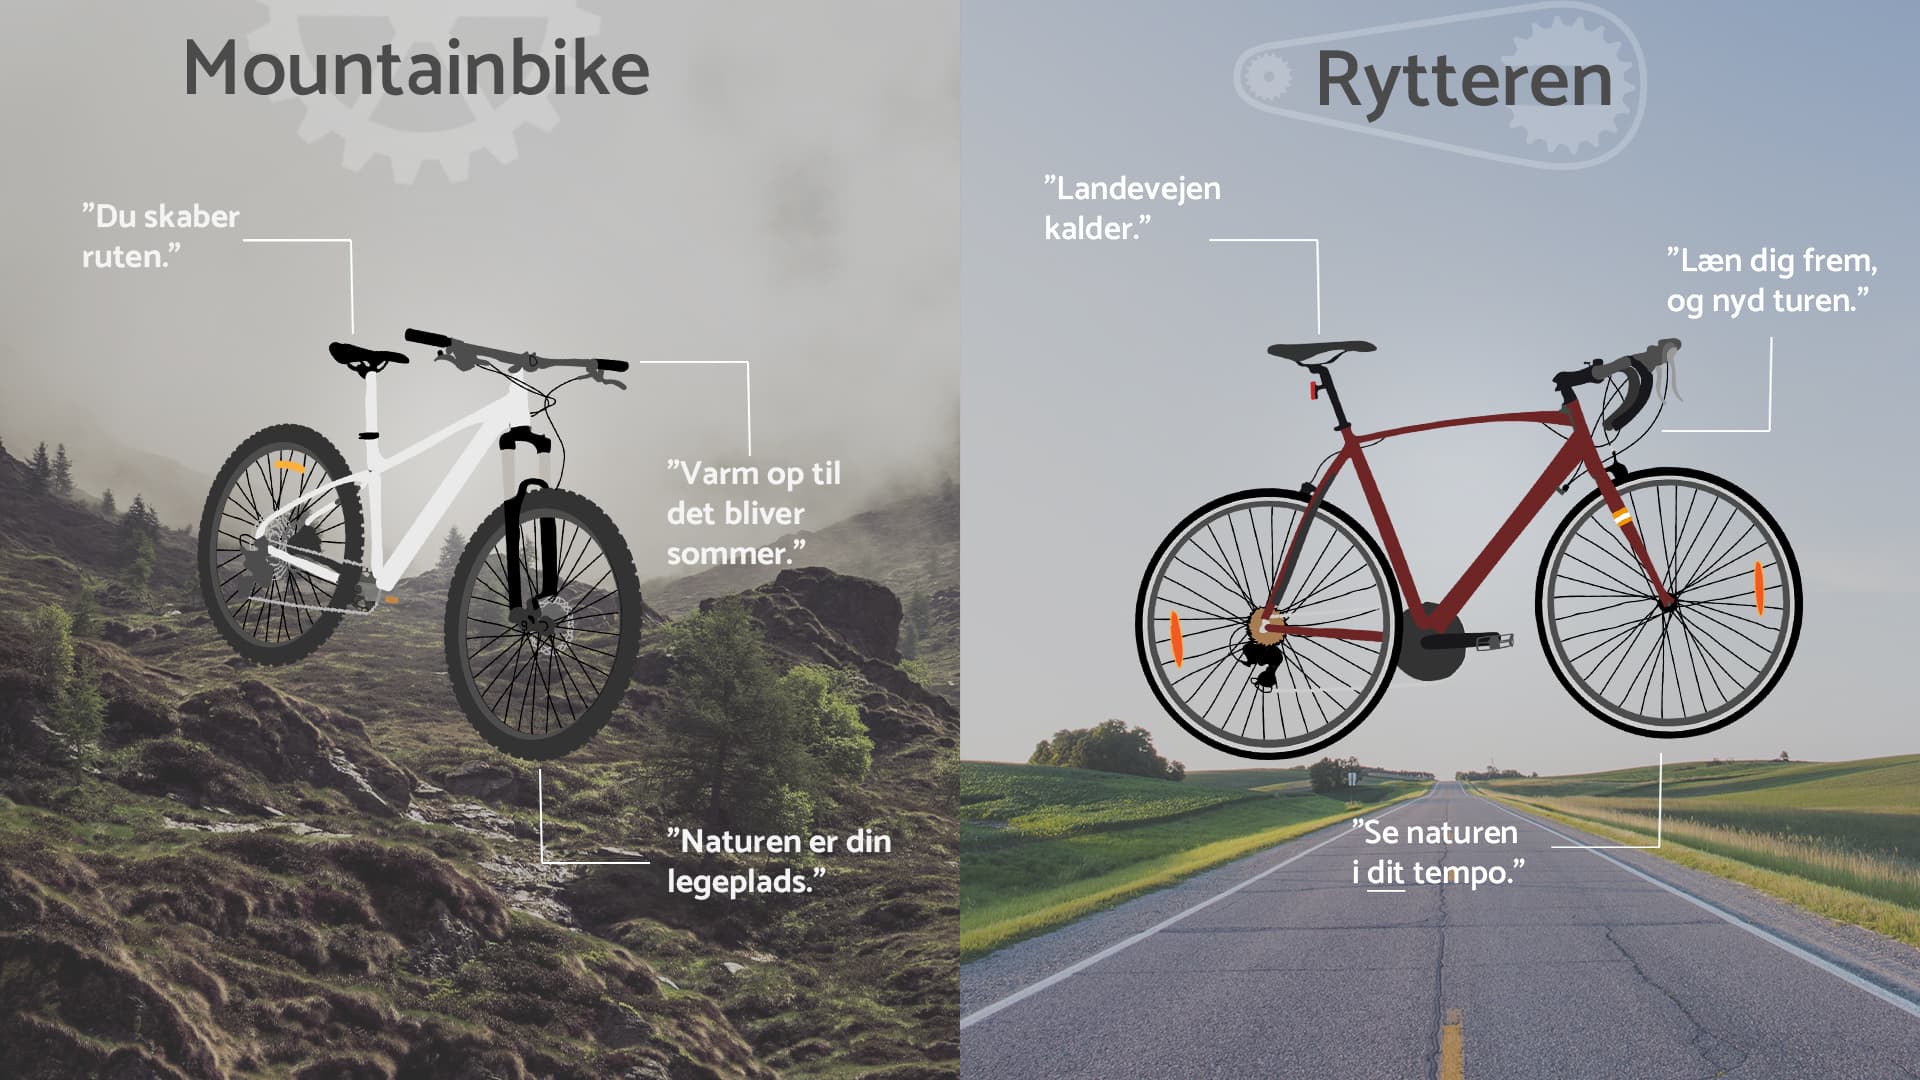 Mountainbike
”Du skaber
ruten.”
”Varm op til
det bliver
sommer.”
”Naturen er din
legeplads.”
Rytteren
”Landevejen
kalder.”
”Læn dig frem,
og nyd turen.”
”Se naturen
i dit tempo.”